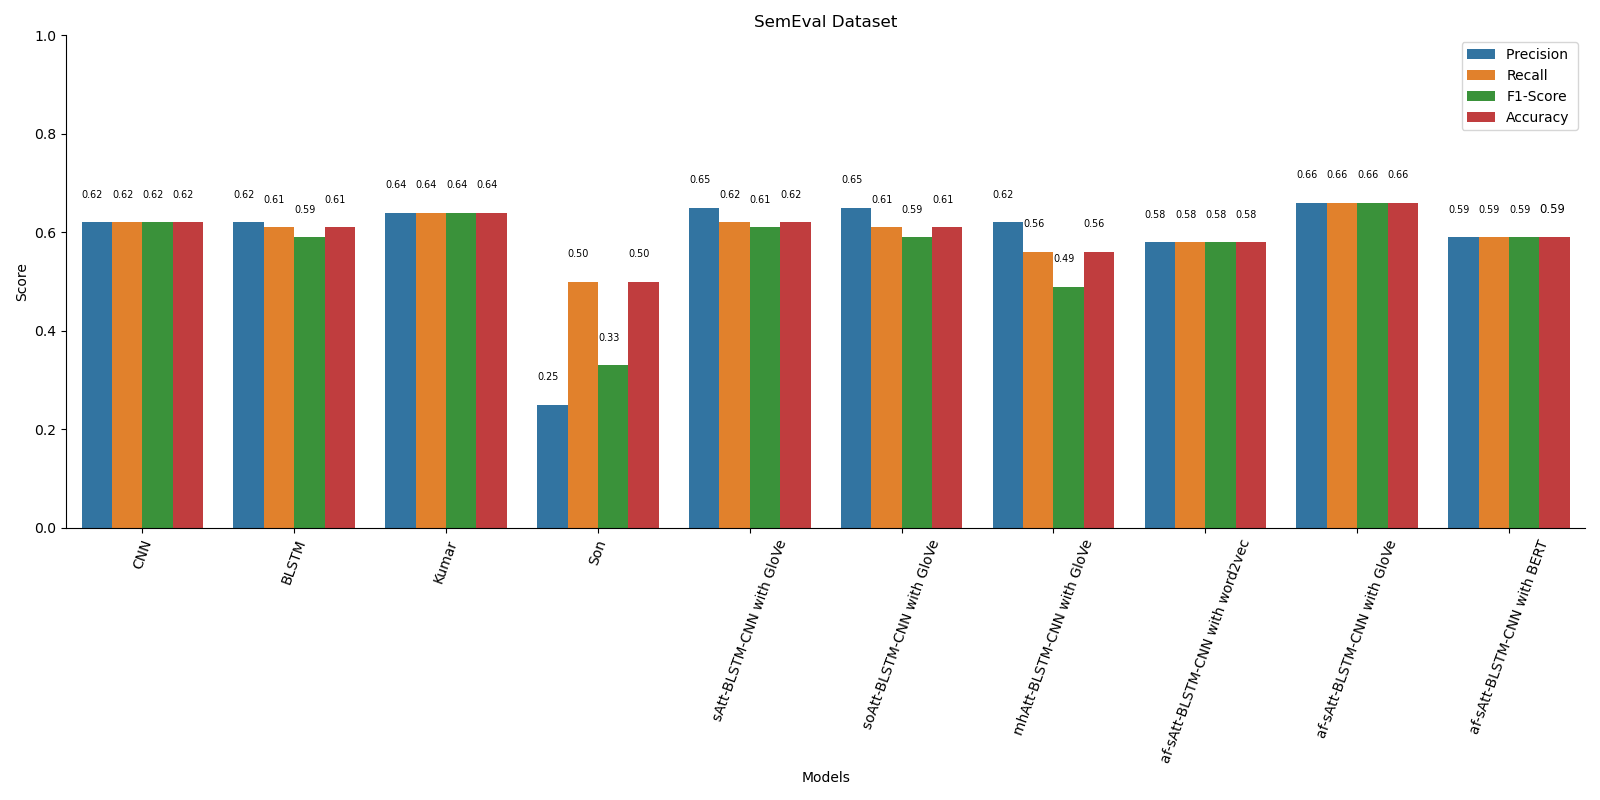 SemEval Dataset
1.0
0.8
0.6
0.4
0.2
0.0
Score
Precision
Recall
F1-Score
Accuracy
0.62 0.62 0.62 0.62
0.62 0.61 0.59 0.61
0.64 0.64 0.64 0.64
0.25 0.50 0.33 0.50
0.65 0.62 0.61 0.62
0.65 0.61 0.59 0.61
0.62 0.56 0.49 0.56
0.58 0.58 0.58 0.58
0.66 0.66 0.66 0.66
0.59 0.59 0.59 0.59
CNN
BLSTM
Kumar
Son
sAtt-BLSTM-CNN with GloVe
soAtt-BLSTM-CNN with GloVe
mhAtt-BLSTM-CNN with GloVe
af-sAtt-BLSTM-CNN with word2vec
af-sAtt-BLSTM-CNN with GloVe
af-sAtt-BLSTM-CNN with BERT
Models